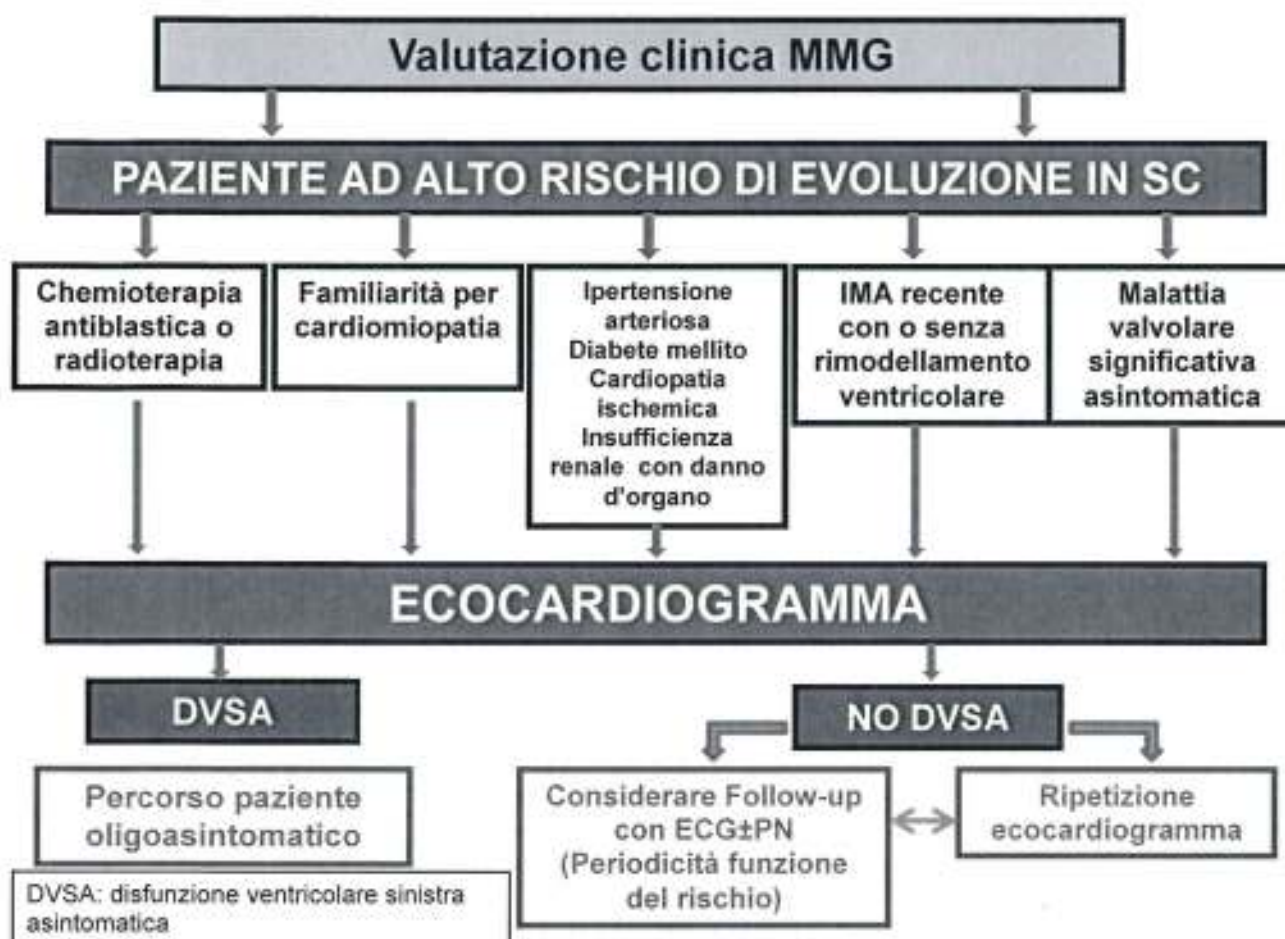 Valutazione clinica MMG
PAZIENTE AD ALTO RISCHIO DI EVOLUZIONE IN SC
Chemioterapia
antiblastica o
radioterapia
Familiarità per
cardiomiopatia
Ipertensione
arteriosa
Diabete mellito
Cardiopatia
ischemica
Insufficienza
renale con danno
d'organo
IMA recente
con o senza
rimodellamento
ventricolare
Malattia
valvolare
significativa
asintomatica
ECOCARDIOGRAMMA
DVSA
NO DVSA
Percorso paziente
oligoasintomatico
Considerare Follow-up
con ECG±PN
(Periodicità funzione
del rischio)
Ripetizione
ecocardiogramma
DVSA: disfunzione ventricolare sinistra
asintomatica